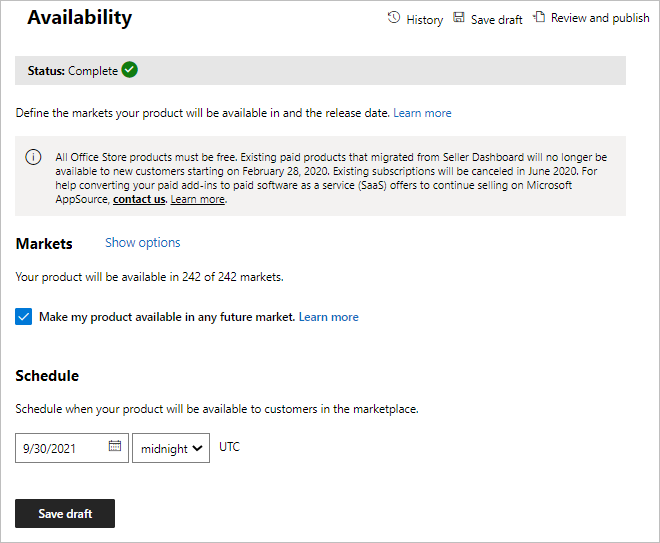 Availability
History
Save draft
Review and publish
Status: Complete
Define the markets your product will be available in and the release date. Learn more
All Office Store products must be free. Existing paid products that migrated from Seller Dashboard will no longer be
available to new customers starting on February 28, 2020. Existing subscriptions will be canceled in June 2020. For
help converting your paid add-ins to paid software as a service (SaaS) offers to continue selling on Microsoft
AppSource, contact us. Learn more.
Markets Show options
Your product will be available in 242 of 242 markets.
Make my product available in any future market. Learn more
Schedule
Schedule when your product will be available to customers in the marketplace.
9/30/2021 midnight UTC
Save draft